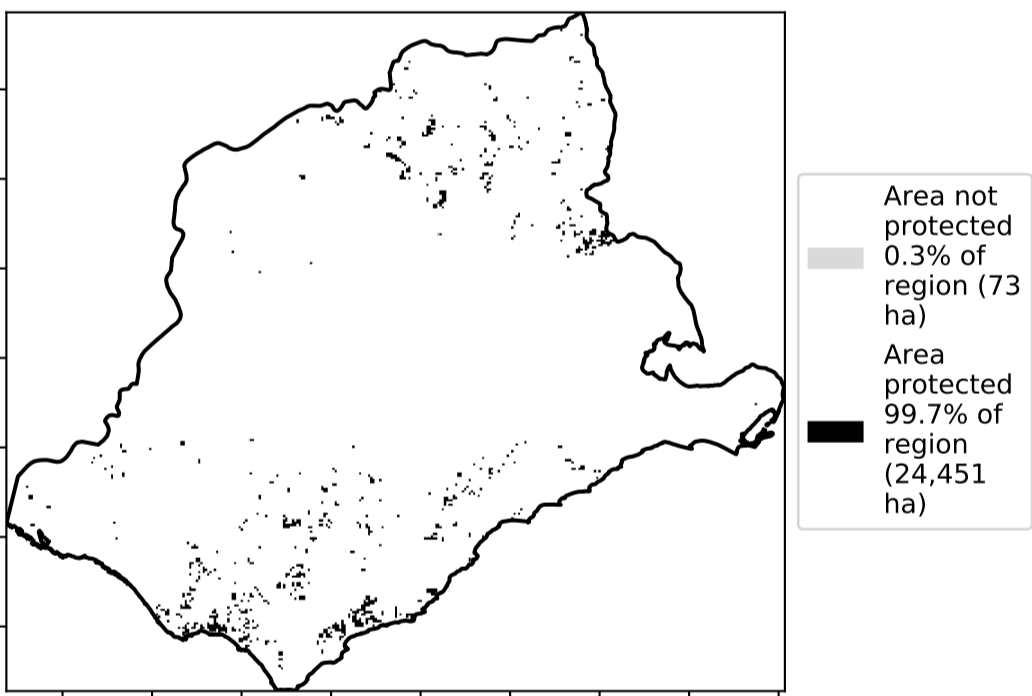 Area not
protected
0.3% of
region (73
ha)
Area
protected
99.7% of
region
(24,451
ha)